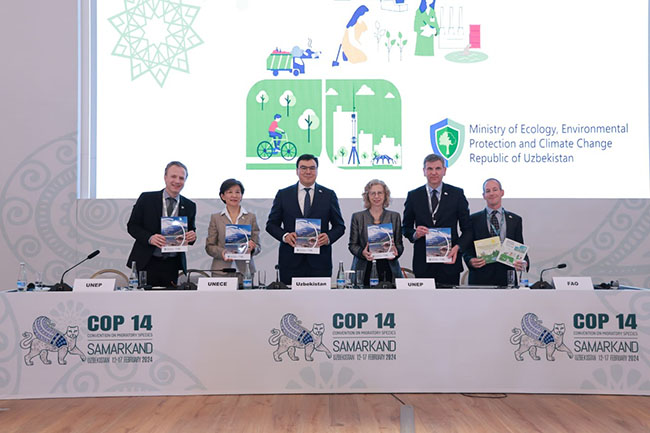 Ministry of Ecology, Environmental
Protection and Climate Change
Republic of Uzbekistan
UNEP
UNECE
Uzbekistan
UNEP
FAO
COP 14
CONVENTION ON MIGRATORY SPECIES
SAMARKAND
UZBEKISTAN 12-17 FEBRUARY 2024
COP 14
CONVENTION ON MIGRATORY SPECIES
SAMARKAND
UZBEKISTAN 12-17 FEBRUARY 2024
COP 14
CONVENTION ON MIGRATORY SPECIES
SAMARKAND
UZBEKISTAN 12-17 FEBRUARY 2024